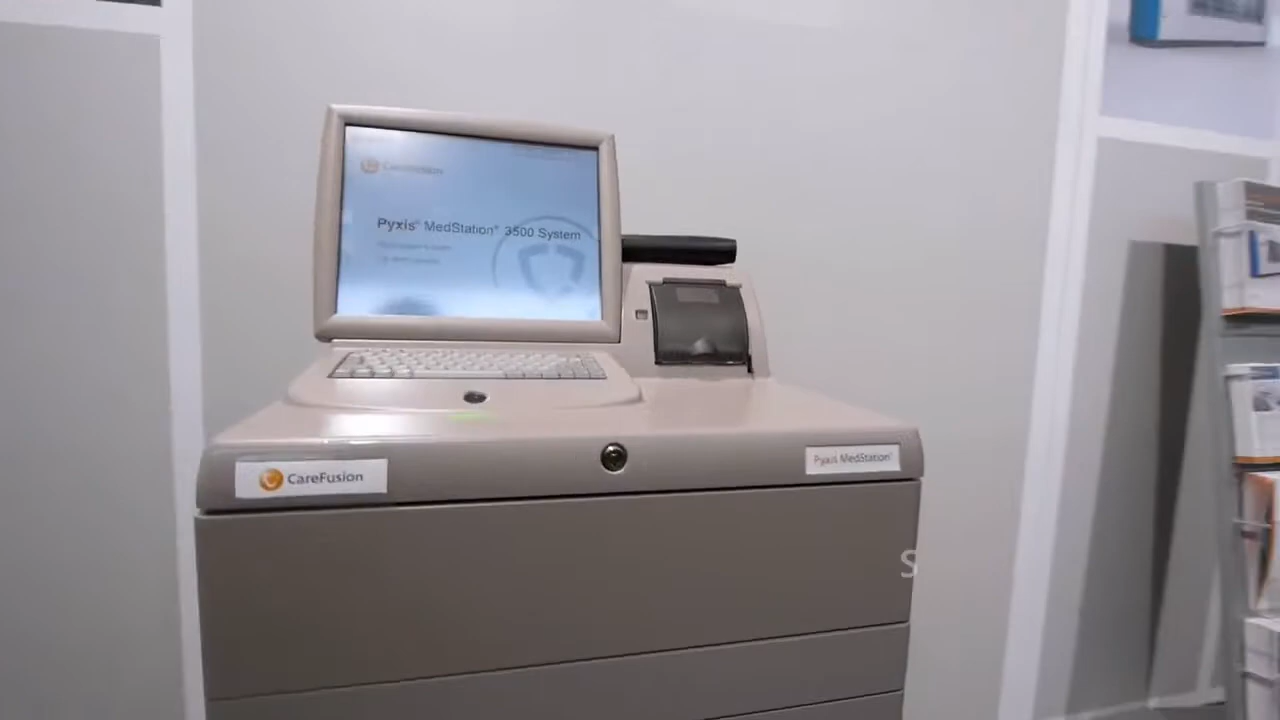 CareFusion
Pyxis® MedStation® 3500 System
CareFusion
Pyxis MedStation®
S